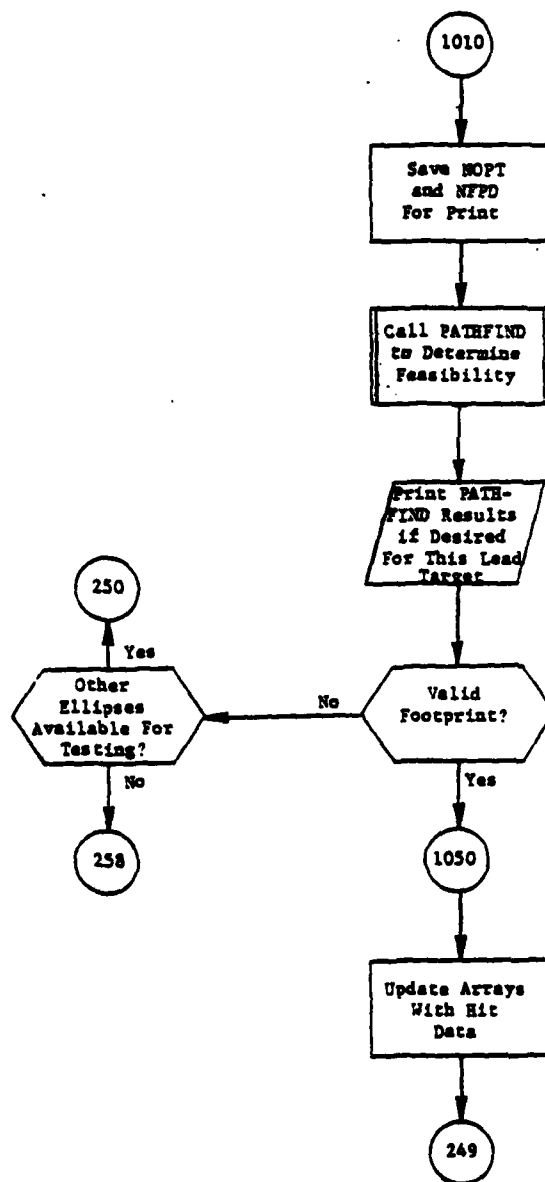 1010
Save NOPT
and NFPD
For Print
Call PATHFIND
to Determine
Feasibility
Print PATH-
FIND Results
if Desired
For This Lead
Target
250
Yes
Other
Ellipses
Available For
Testing?
No
Valid
Footprint?
No
Yes
258
1050
Update Arrays
With Hit
Data
249